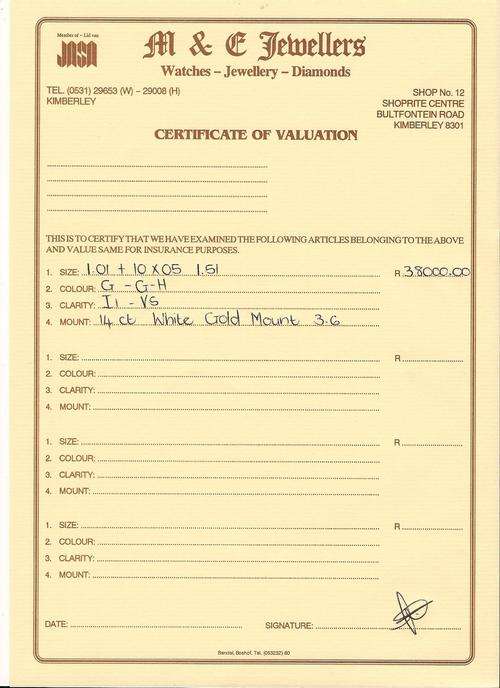 Member of – Lid van
JASA
M & E Jewellers
Watches – Jewellery – Diamonds
TEL. (0531) 29653 (W) – 29008 (H)
KIMBERLEY
SHOP No. 12
SHOPRITE CENTRE
BULTFONTEIN ROAD
KIMBERLEY 8301
CERTIFICATE OF VALUATION
THIS IS TO CERTIFY THAT WE HAVE EXAMINED THE FOLLOWING ARTICLES BELONGING TO THE ABOVE
AND VALUE SAME FOR INSURANCE PURPOSES.
1. SIZE: 1.01 + 10 X 05 1.51 R 38000.00
2. COLOUR: G - G-H
3. CLARITY: I1 - VS
4. MOUNT: 14 ct White Gold Mount 3.6
1. SIZE: R
2. COLOUR:
3. CLARITY:
4. MOUNT:
1. SIZE: R
2. COLOUR:
3. CLARITY:
4. MOUNT:
1. SIZE: R
2. COLOUR:
3. CLARITY:
4. MOUNT:
DATE: SIGNATURE:
Boshof. Tel. (053232) 60